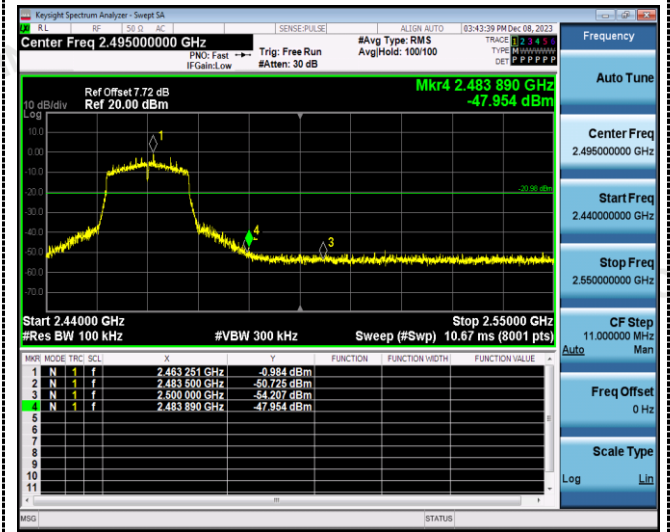 Keysight Spectrum Analyzer - Swept SA
RL RF 50 Ω AC SENSE:PULSE ALIGN AUTO 03:43:39 PM Dec 08, 2023
Center Freq 2.495000000 GHz
PNO: Fast
IFGain:Low
Trig: Free Run
#Atten: 30 dB
#Avg Type: RMS
Avg|Hold: 100/100
TRACE 1 2 3 4 5 6
TYPE M
DET P P P P P P
Ref Offset 7.72 dB
10 dB/div Ref 20.00 dBm
Log
Mkr4 2.483 890 GHz
-47.954 dBm
10.0
0.00
-10.0
-20.0
-30.0
-40.0
-50.0
-60.0
-70.0
1
4
3
-20.98 dBm
Start 2.44000 GHz
Stop 2.55000 GHz
#Res BW 100 kHz #VBW 300 kHz Sweep (#Swp) 10.67 ms (8001 pts)
MKR MODE TRC SCL X Y FUNCTION FUNCTION WIDTH FUNCTION VALUE
1 N 1 f 2.463 251 GHz -0.984 dBm
2 N 1 f 2.483 500 GHz -50.725 dBm
3 N 1 f 2.500 000 GHz -54.207 dBm
4 N 1 f 2.483 890 GHz -47.954 dBm
5
6
7
8
9
10
11
MSG STATUS
Frequency
Auto Tune
Center Freq
2.495000000 GHz
Start Freq
2.440000000 GHz
Stop Freq
2.550000000 GHz
CF Step
11.000000 MHz
Auto Man
Freq Offset
0 Hz
Scale Type
Log Lin